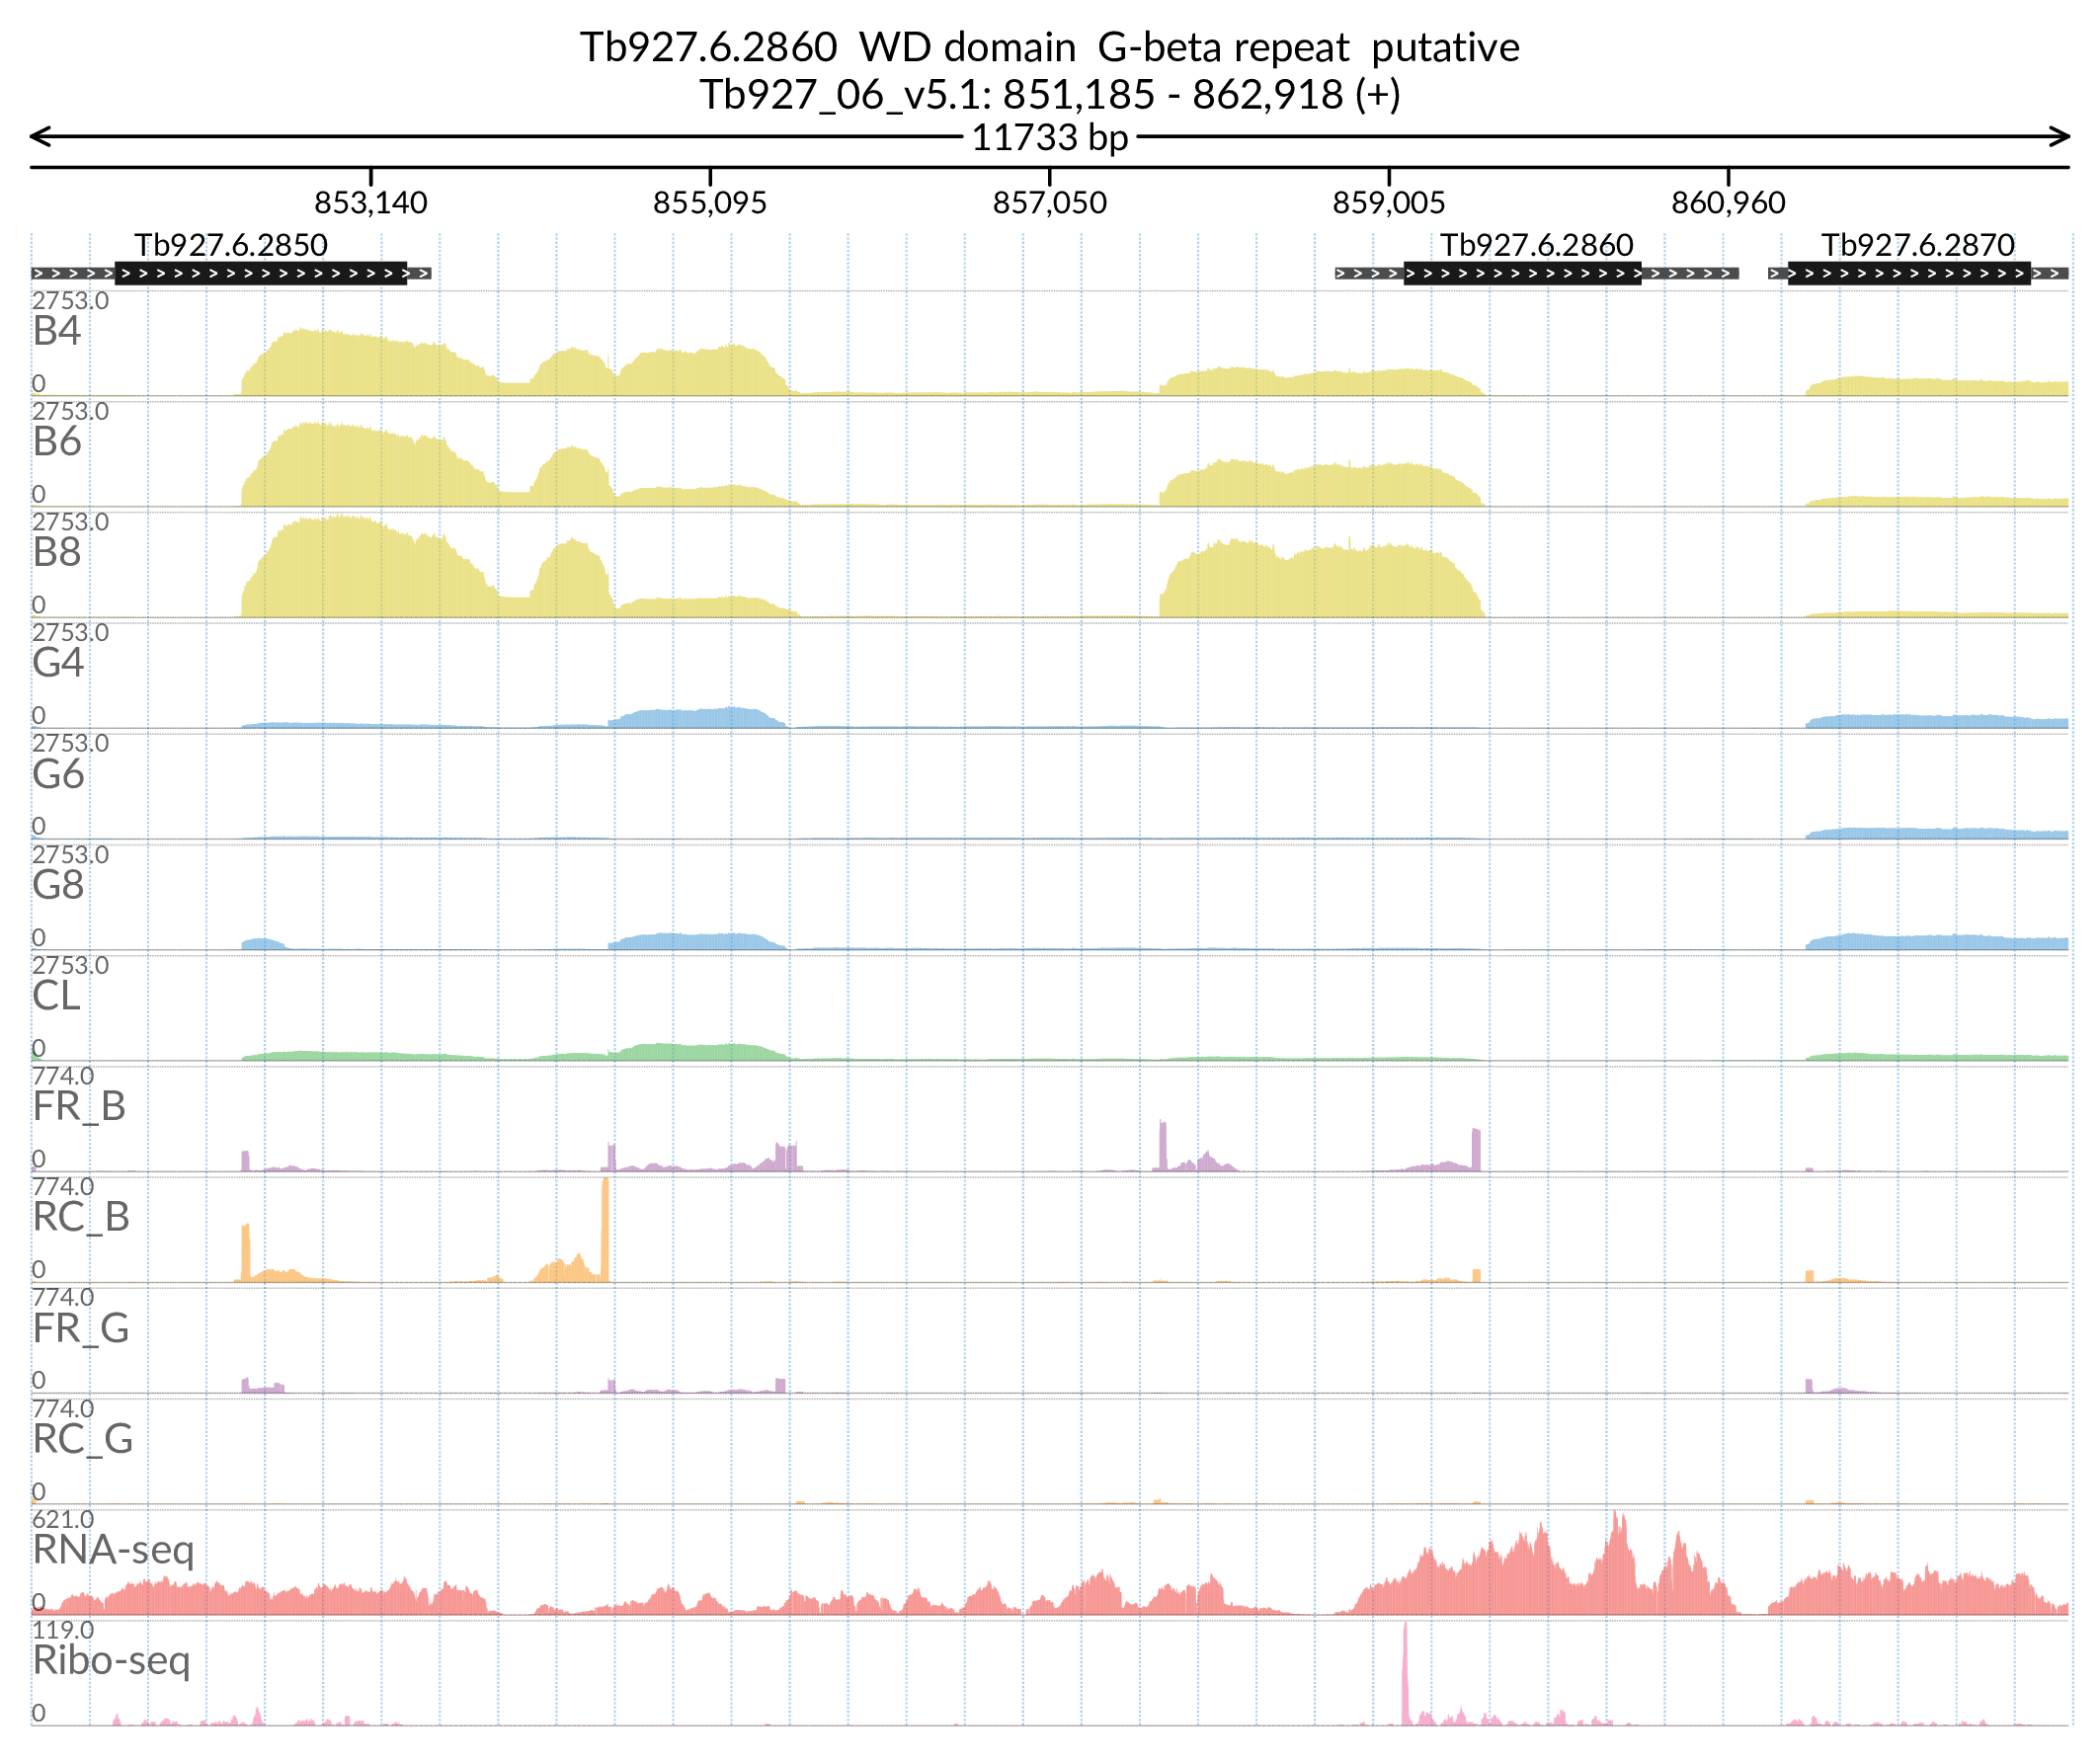 Tb927.6.2860 WD domain G-beta repeat putative
Tb927_06_v5.1: 851,185 - 862,918 (+)
11733 bp
853,140 855,095 857,050 859,005 860,960
Tb927.6.2850 Tb927.6.2860 Tb927.6.2870
2753.0
B4
0
2753.0
B6
0
2753.0
B8
0
2753.0
G4
0
2753.0
G6
0
2753.0
G8
0
2753.0
CL
0
774.0
FR_B
0
774.0
RC_B
0
774.0
FR_G
0
774.0
RC_G
0
621.0
RNA-seq
0
119.0
Ribo-seq
0